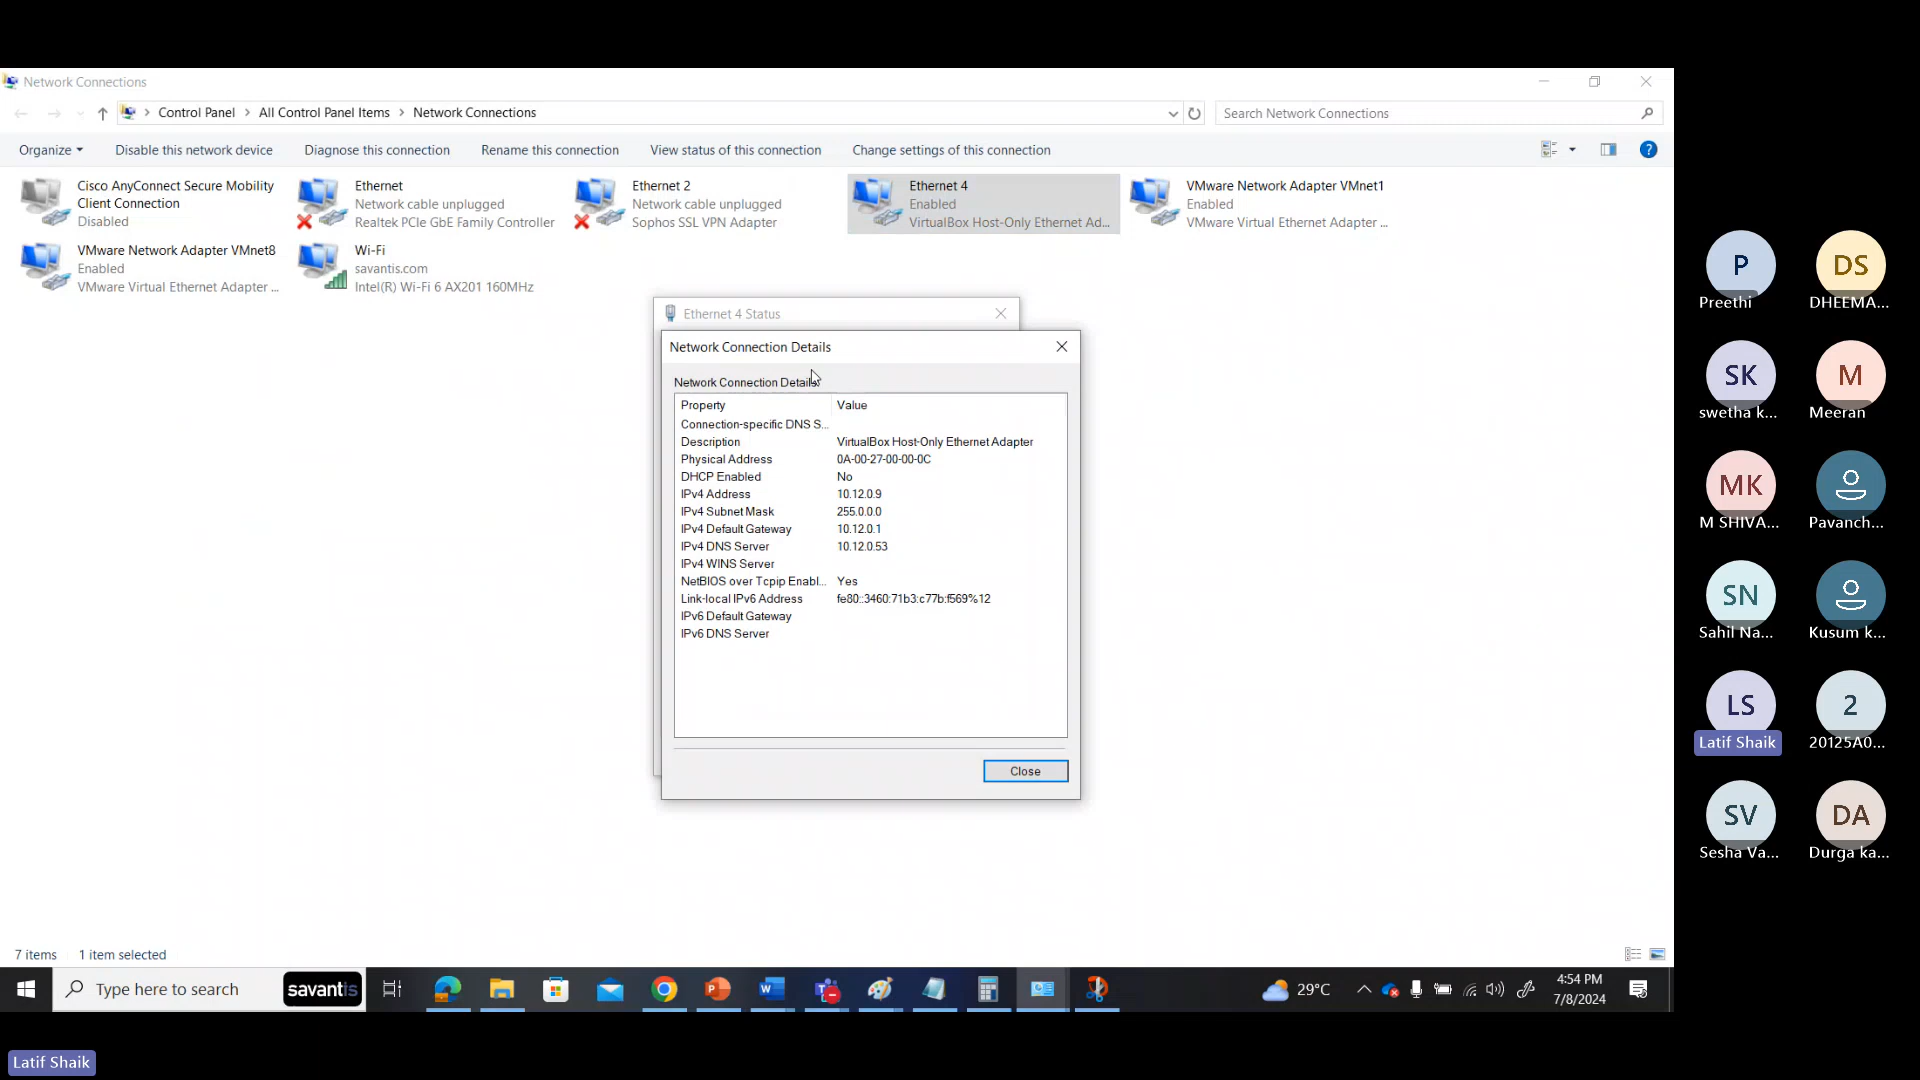 Network Connections
Control Panel > All Control Panel Items > Network Connections
Search Network Connections
Organize
Disable this network device
Diagnose this connection
Rename this connection
View status of this connection
Change settings of this connection
Cisco AnyConnect Secure Mobility
Client Connection
Disabled
Ethernet
Network cable unplugged
Realtek PCIe GbE Family Controller
Ethernet 2
Network cable unplugged
Sophos SSL VPN Adapter
Ethernet 4
Enabled
VirtualBox Host-Only Ethernet Ad...
VMware Network Adapter VMnet1
Enabled
VMware Virtual Ethernet Adapter ...
VMware Network Adapter VMnet8
Enabled
VMware Virtual Ethernet Adapter ...
Wi-Fi
savantis.com
Intel(R) Wi-Fi 6 AX201 160MHz
Ethernet 4 Status
Network Connection Details
Network Connection Details:
Property Value
Connection-specific DNS S...
Description VirtualBox Host-Only Ethernet Adapter
Physical Address 0A-00-27-00-00-0C
DHCP Enabled No
IPv4 Address 10.12.0.9
IPv4 Subnet Mask 255.0.0.0
IPv4 Default Gateway 10.12.0.1
IPv4 DNS Server 10.12.0.53
IPv4 WINS Server
NetBIOS over Tcpip Enabl... Yes
Link-local IPv6 Address fe80::3460:71b3:c77b:f569%12
IPv6 Default Gateway
IPv6 DNS Server
Close
7 items 1 item selected
Type here to search
savantis
29°C
4:54 PM
7/8/2024
P
Preethi
DS
DHEEMA...
SK
swetha k...
M
Meeran
MK
M SHIVA...
Pavanch...
SN
Sahil Na...
Kusum k...
LS
Latif Shaik
2
20125A0...
SV
Sesha Va...
DA
Durga ka...
Latif Shaik